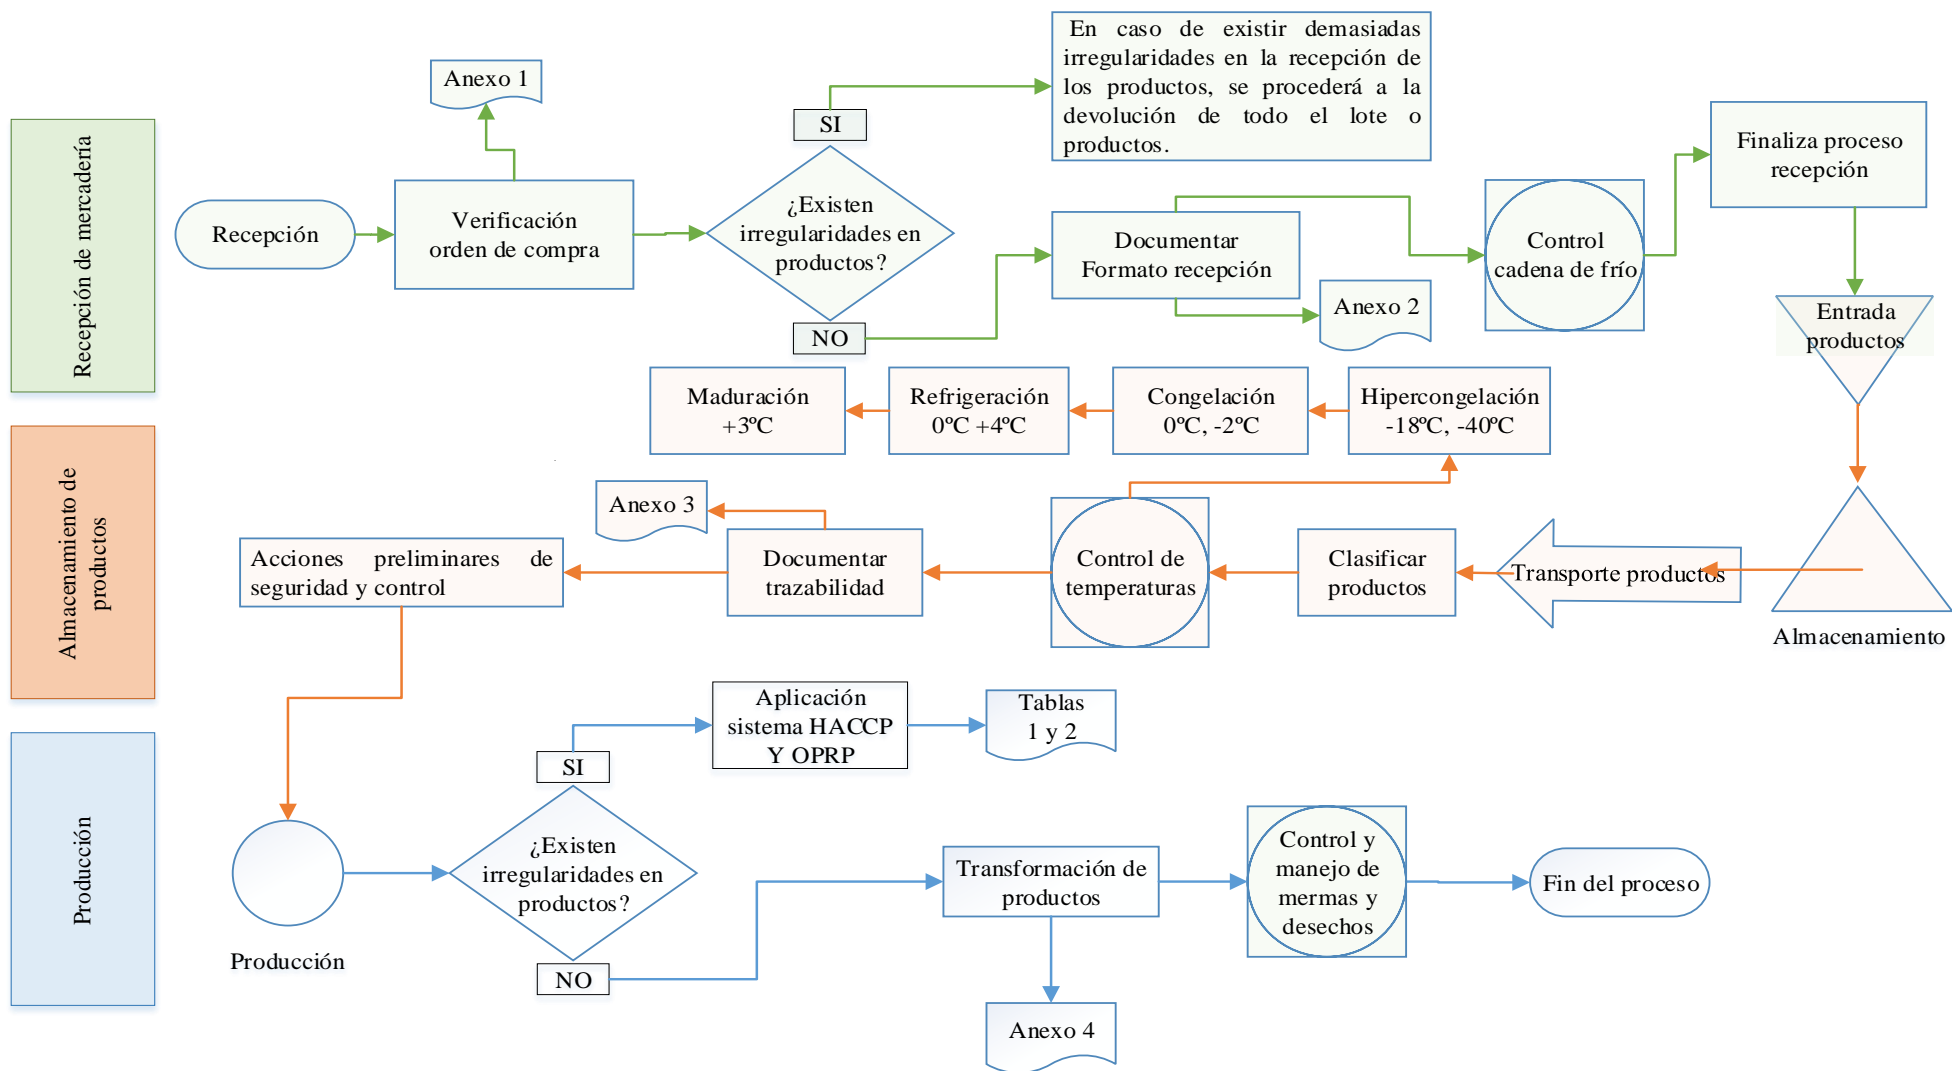 Recepción de mercadería
Recepción
Anexo 1
Verificación
orden de compra
SI
¿Existen
irregularidades en
productos?
NO
En caso de existir demasiadas
irregularidades en la recepción de
los productos, se procederá a la
devolución de todo el lote o
productos.
Documentar
Formato recepción
Anexo 2
Control
cadena de frío
Finaliza proceso
recepción
Entrada
productos
Almacenamiento de
productos
Maduración
+3ºC
Refrigeración
0ºC +4ºC
Congelación
0ºC, -2ºC
Hipercongelación
-18ºC, -40ºC
Anexo 3
Acciones preliminares de
seguridad y control
Documentar
trazabilidad
Control de
temperaturas
Clasificar
productos
Transporte productos
Almacenamiento
Producción
Producción
SI
¿Existen
irregularidades en
productos?
NO
Aplicación
sistema HACCP
Y OPRP
Tablas
1 y 2
Transformación de
productos
Anexo 4
Control y
manejo de
mermas y
desechos
Fin del proceso